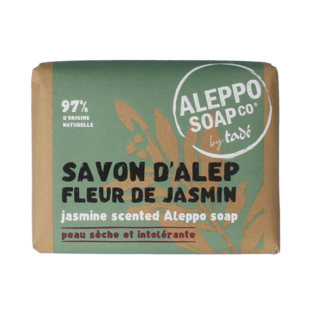 97%
D'ORIGINE
NATURELLE
ALEPPO
SOAP CO®
by tadé
SAVON D'ALEP
FLEUR DE JASMIN
jasmine scented Aleppo soap
peau sèche et intolérante